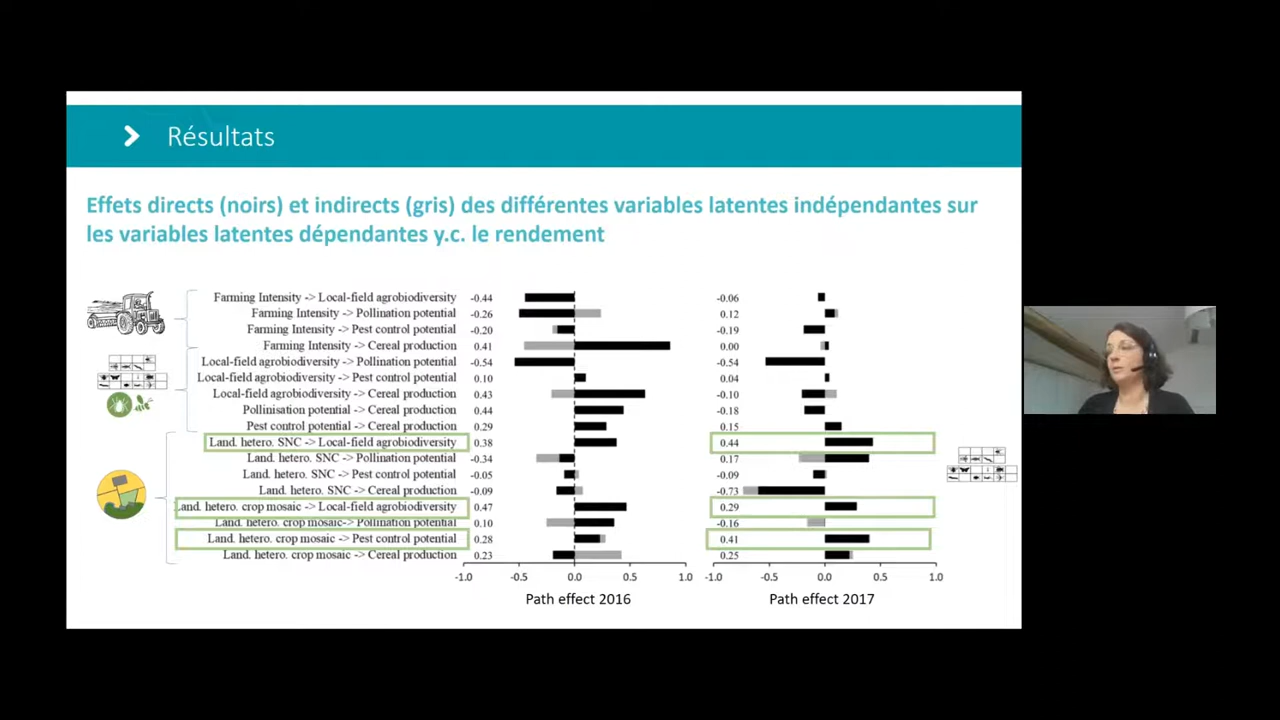 Résultats
Effets directs (noirs) et indirects (gris) des différentes variables latentes indépendantes sur
les variables latentes dépendantes y.c. le rendement
Farming Intensity -> Local-field agrobiodiversity -0.44 -0.06
Farming Intensity -> Pollination potential -0.26 0.12
Farming Intensity -> Pest control potential -0.20 -0.19
Farming Intensity -> Cereal production 0.41 0.00
Local-field agrobiodiversity -> Pollination potential -0.54 -0.54
Local-field agrobiodiversity -> Pest control potential 0.10 0.04
Local-field agrobiodiversity -> Cereal production 0.43 -0.10
Pollinisation potential -> Cereal production 0.44 -0.18
Pest control potential -> Cereal production 0.29 0.15
Land. hetero. SNC -> Local-field agrobiodiversity 0.38 0.44
Land. hetero. SNC -> Pollination potential -0.34 0.17
Land. hetero. SNC -> Pest control potential -0.05 -0.09
Land. hetero. SNC -> Cereal production -0.09 -0.73
Land. hetero. crop mosaic -> Local-field agrobiodiversity 0.47 0.29
Land. hetero. crop mosaic-> Pollination potential 0.10 -0.16
Land. hetero. crop mosaic -> Pest control potential 0.28 0.41
Land. hetero. crop mosaic -> Cereal production 0.23 0.25
-1.0 -0.5 0.0 0.5 1.0 -1.0 -0.5 0.0 0.5 1.0
Path effect 2016 Path effect 2017